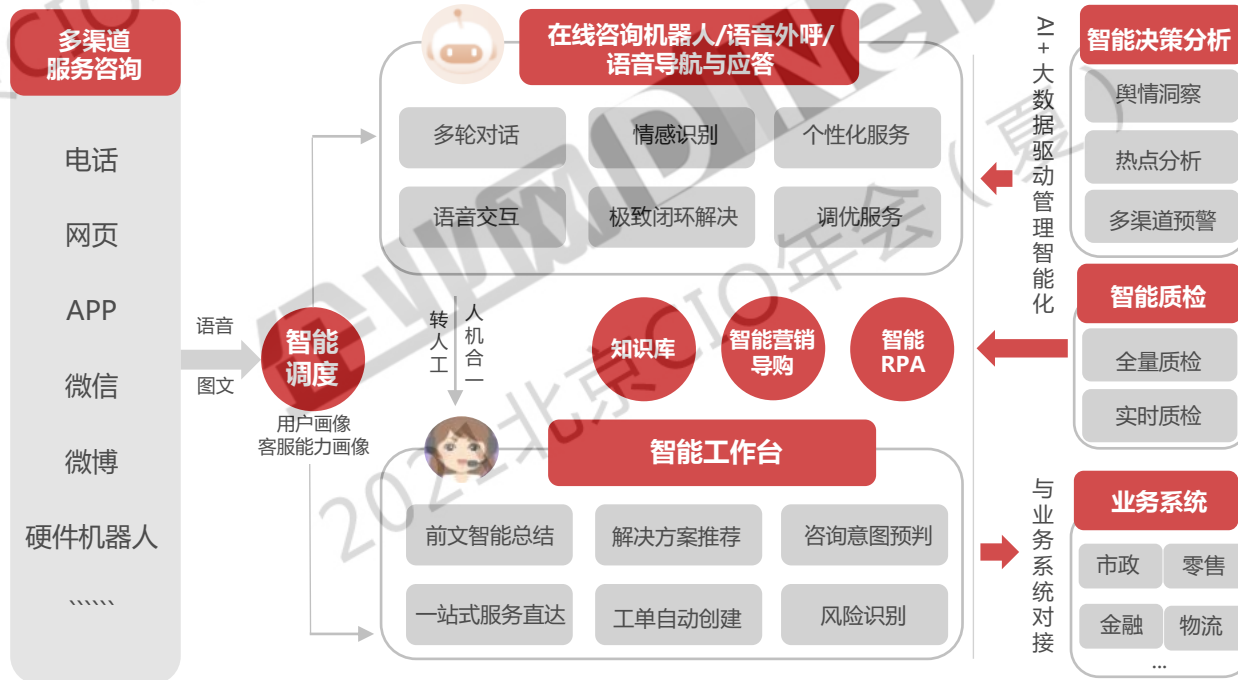 多渠道
服务咨询
电话
网页
APP
微信
微博
硬件机器人
、、、、、、
语音
图文
智能
调度
用户画像
客服能力画像
在线咨询机器人/语音外呼/
语音导航与应答
多轮对话
情感识别
个性化服务
语音交互
极致闭环解决
调优服务
转人工
人机合一
知识库
智能营销
导购
智能
RPA
智能工作台
前文智能总结
解决方案推荐
咨询意图预判
一站式服务直达
工单自动创建
风险识别
AI+大数据驱动管理智能化
与业务系统对接
智能决策分析
舆情洞察
热点分析
多渠道预警
智能质检
全量质检
实时质检
业务系统
市政
零售
金融
物流
...
2021北京CIO年会（夏）